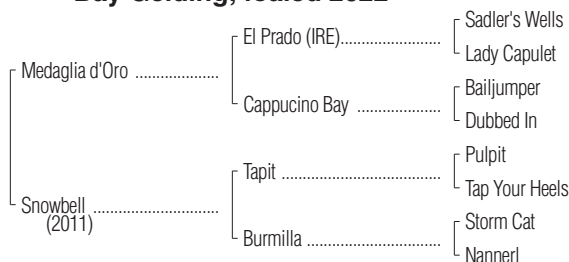 Bay Gelding; foaled 2022
Sadler's Wells
El Prado (IRE)........................
Lady Capulet
Medaglia d'Oro ....................
Bailjumper
Cappucino Bay ....................
Dubbed In
Pulpit
Tapit ......................................
Tap Your Heels
Snowbell ..............................
(2011)
Storm Cat
Burmilla ................................
Nannerl